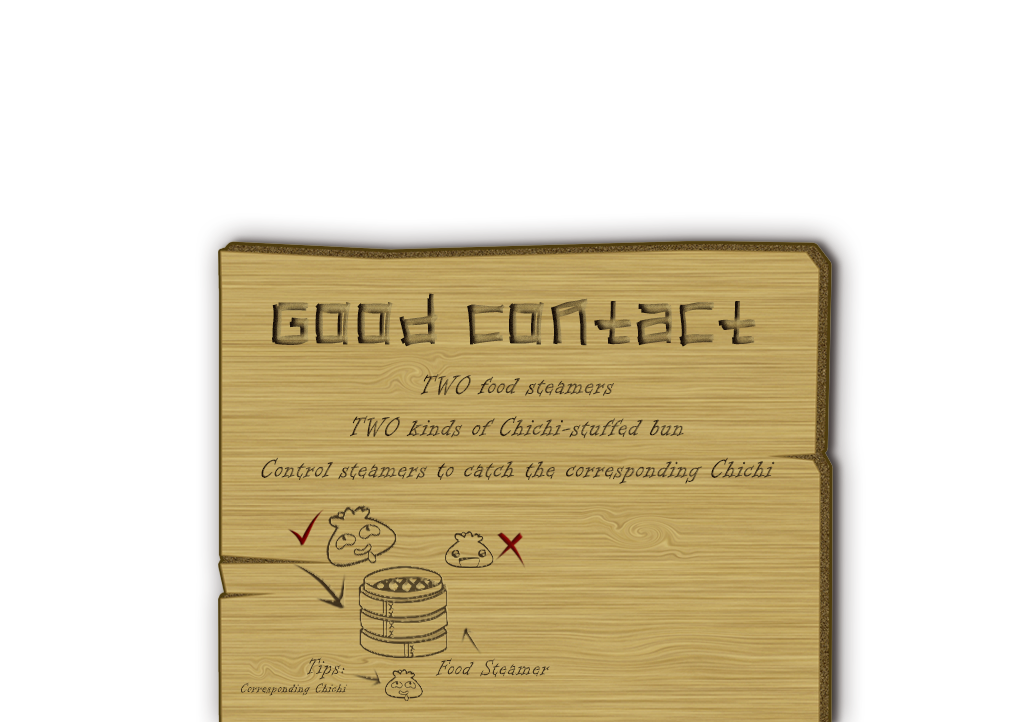 Good contact
TWO food steamers
TWO kinds of Chichi-stuffed bun
Control steamers to catch the corresponding Chichi
Tips:
Food Steamer
Corresponding Chichi